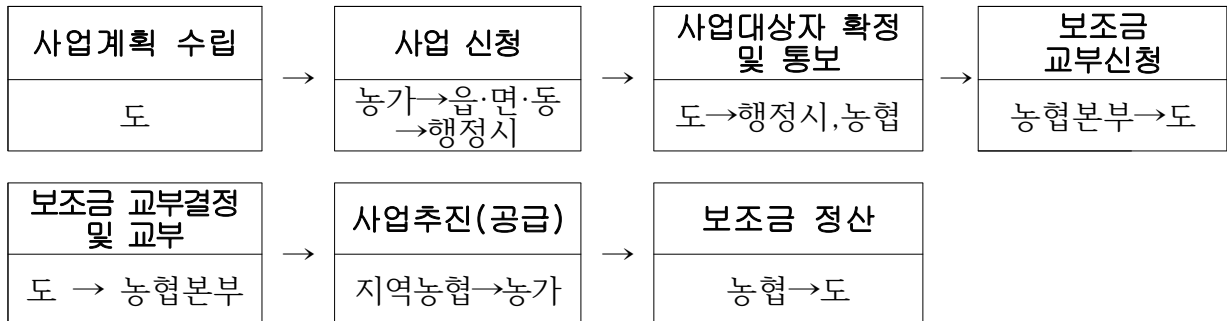 사업계획 수립
도
→
사업 신청
농가→읍·면·동
→행정시
→
사업대상자 확정
및 통보
도→행정시,농협
→
보조금
교부신청
농협본부→도
보조금 교부결정
및 교부
도 → 농협본부
→
사업추진(공급)
지역농협→농가
→
보조금 정산
농협→도